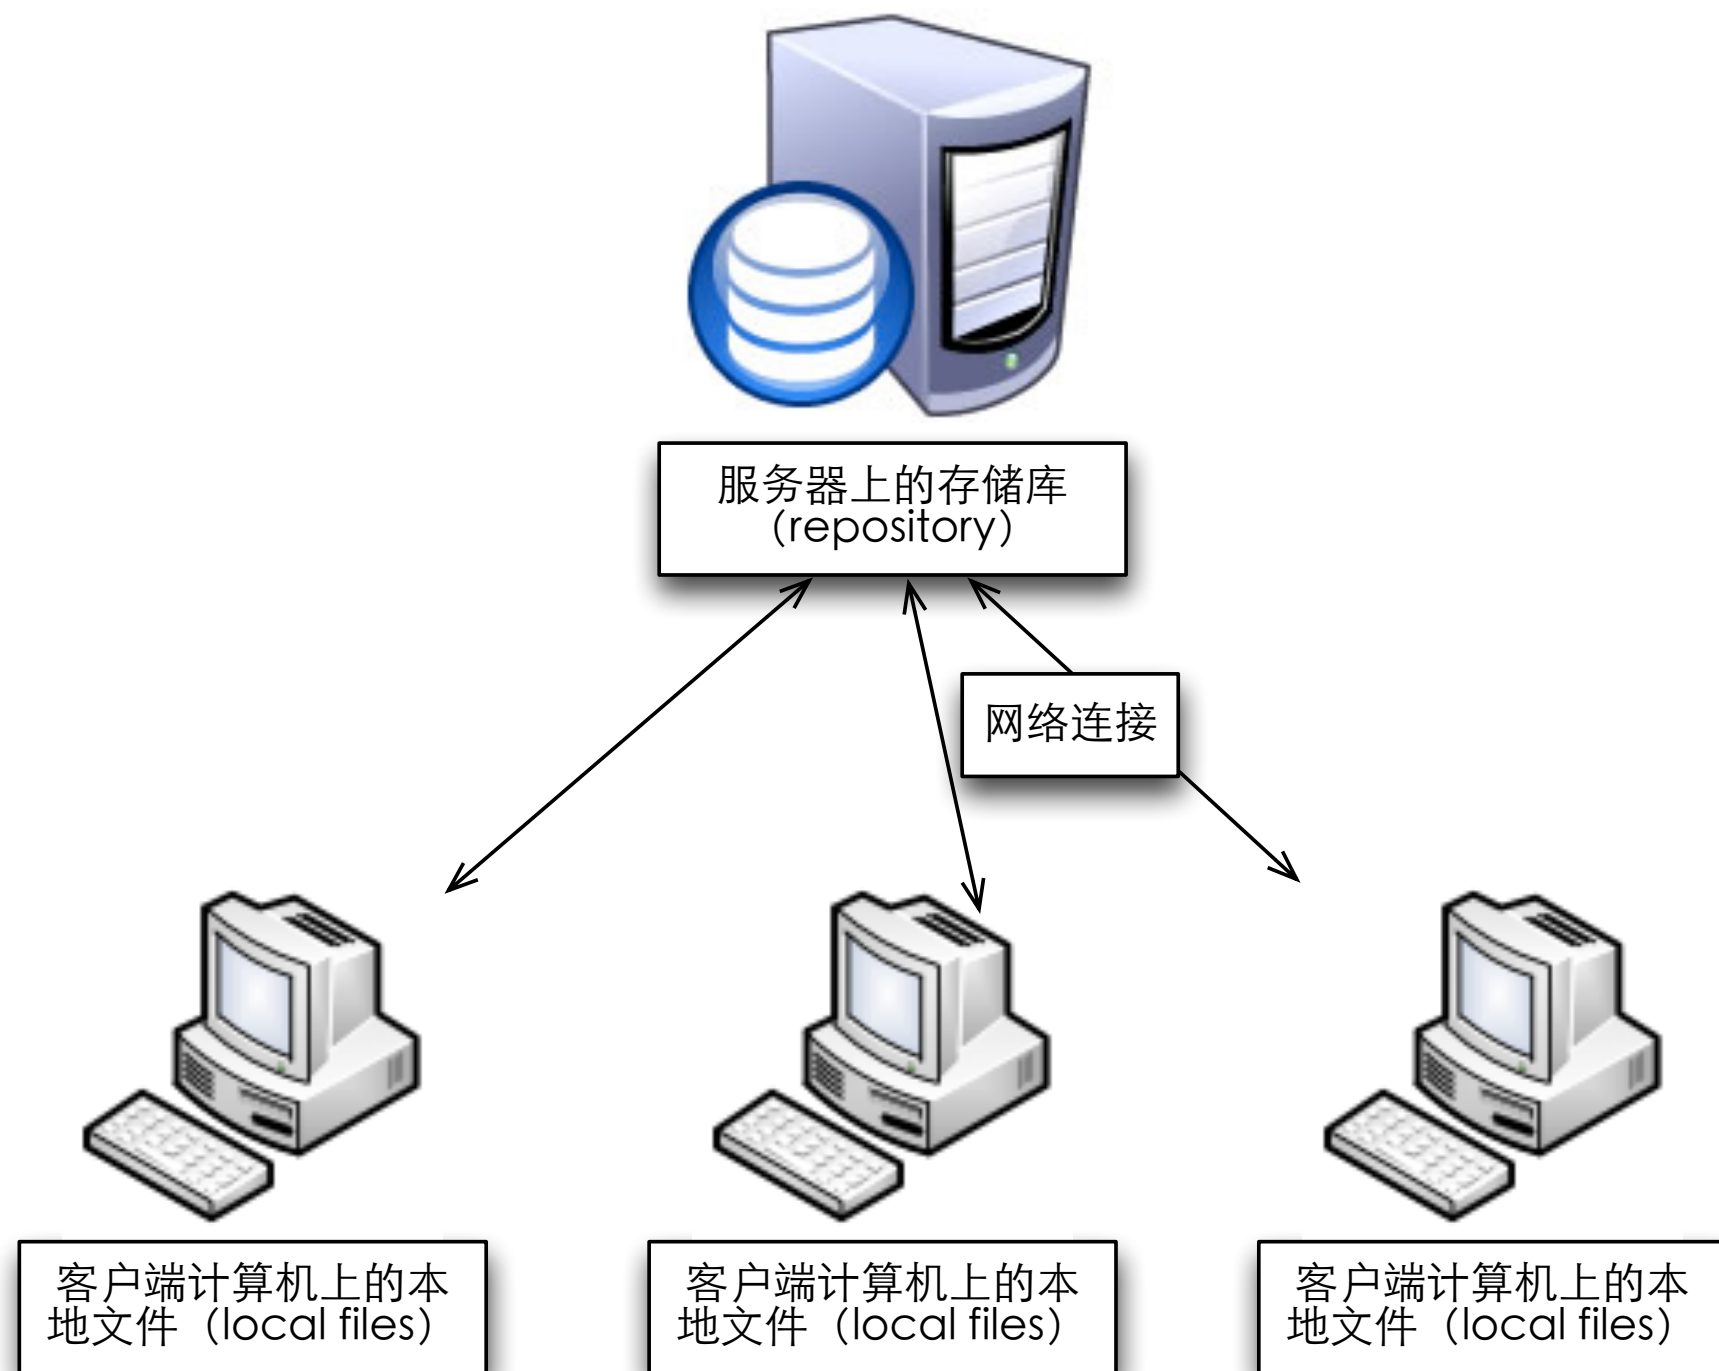 服务器上的存储库
（repository）
网络连接
客户端计算机上的本
地文件（local files）
客户端计算机上的本
地文件（local files）
客户端计算机上的本
地文件（local files）